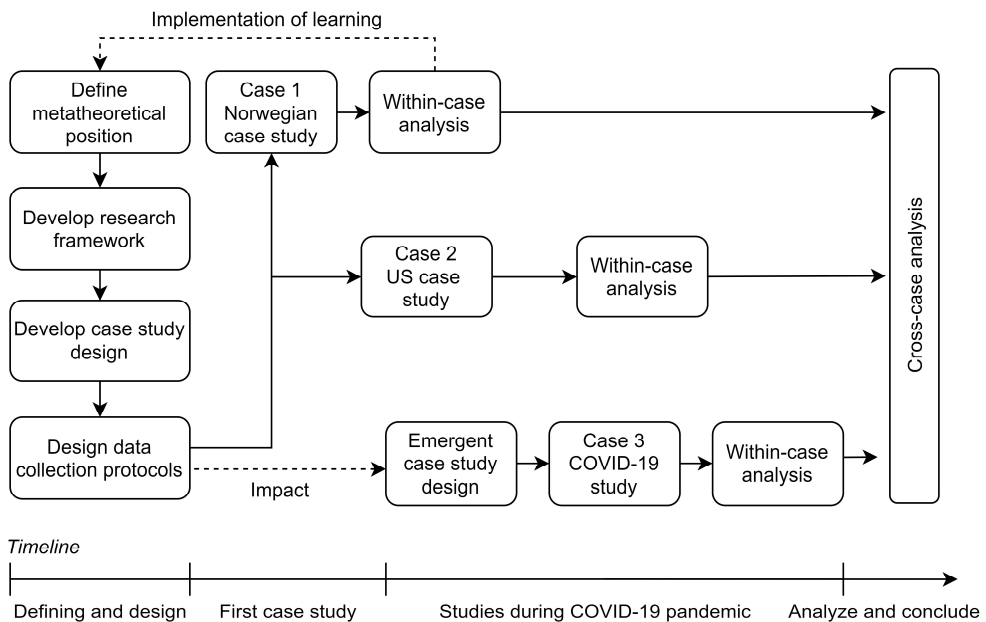 Implementation of learning
Define
metatheoretical
position
Case 1
Norwegian
case study
Within-case
analysis
Develop research
framework
Case 2
US case
study
Within-case
analysis
Cross-case analysis
Develop case study
design
Design data
collection protocols
Impact
Emergent
case study
design
Case 3
COVID-19
study
Within-case
analysis
Timeline
Defining and design
First case study
Studies during COVID-19 pandemic
Analyze and conclude